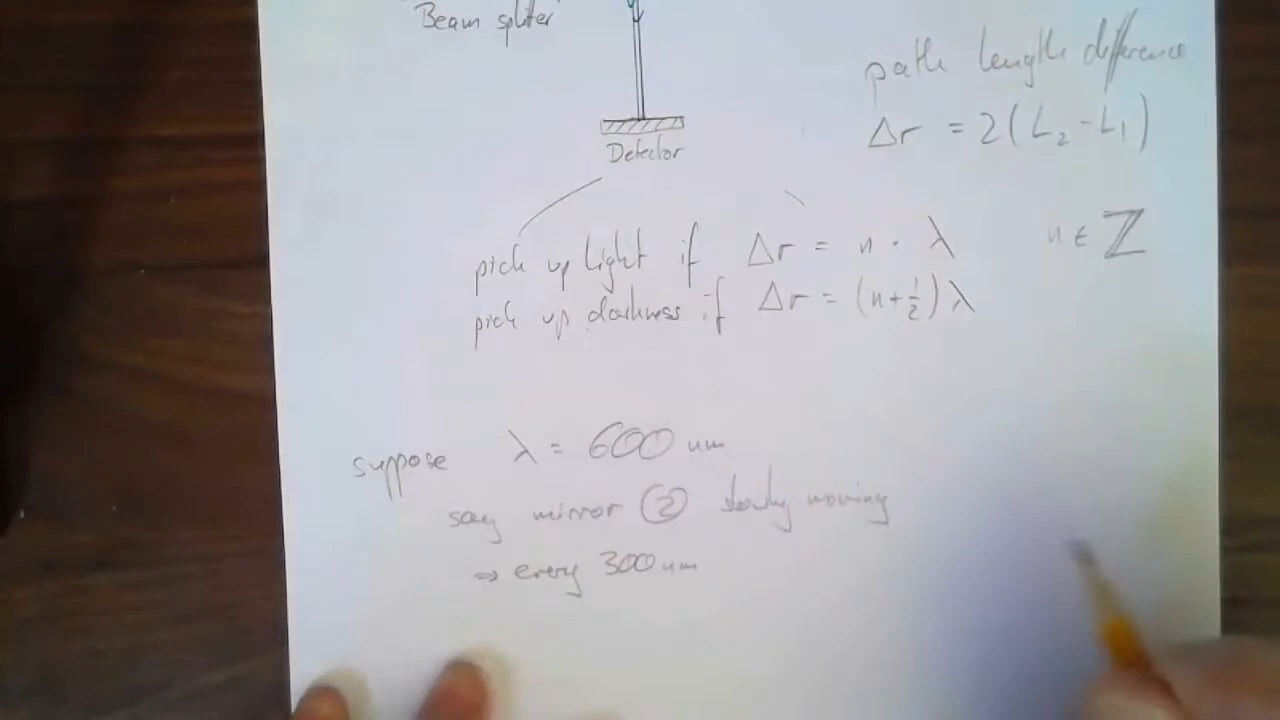 Beam spliter
path length difference
Δr = 2(L₂-L₁)
Detector
pick up light if Δr = n · λ n ∈ ℤ
pick up darkness if Δr = (n+½)λ
suppose λ = 600 nm
say mirror ② slowly moving
⇒ every 300 nm